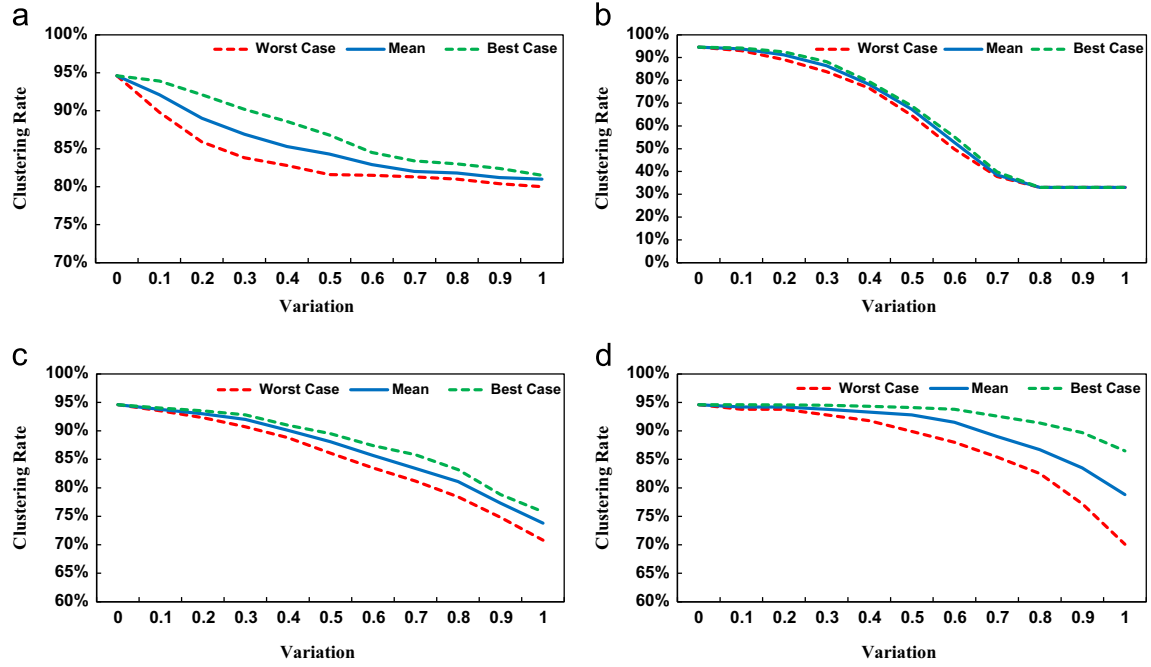 a
100%
95%
90%
85%
80%
75%
70%
Clustering Rate
Worst Case Mean Best Case
0 0.1 0.2 0.3 0.4 0.5 0.6 0.7 0.8 0.9 1
Variation
b
100%
90%
80%
70%
60%
50%
40%
30%
20%
10%
0%
Clustering Rate
Worst Case Mean Best Case
0 0.1 0.2 0.3 0.4 0.5 0.6 0.7 0.8 0.9 1
Variation
c
100%
95%
90%
85%
80%
75%
70%
65%
60%
Clustering Rate
Worst Case Mean Best Case
0 0.1 0.2 0.3 0.4 0.5 0.6 0.7 0.8 0.9 1
Variation
d
100%
95%
90%
85%
80%
75%
70%
65%
60%
Clustering Rate
Worst Case Mean Best Case
0 0.1 0.2 0.3 0.4 0.5 0.6 0.7 0.8 0.9 1
Variation